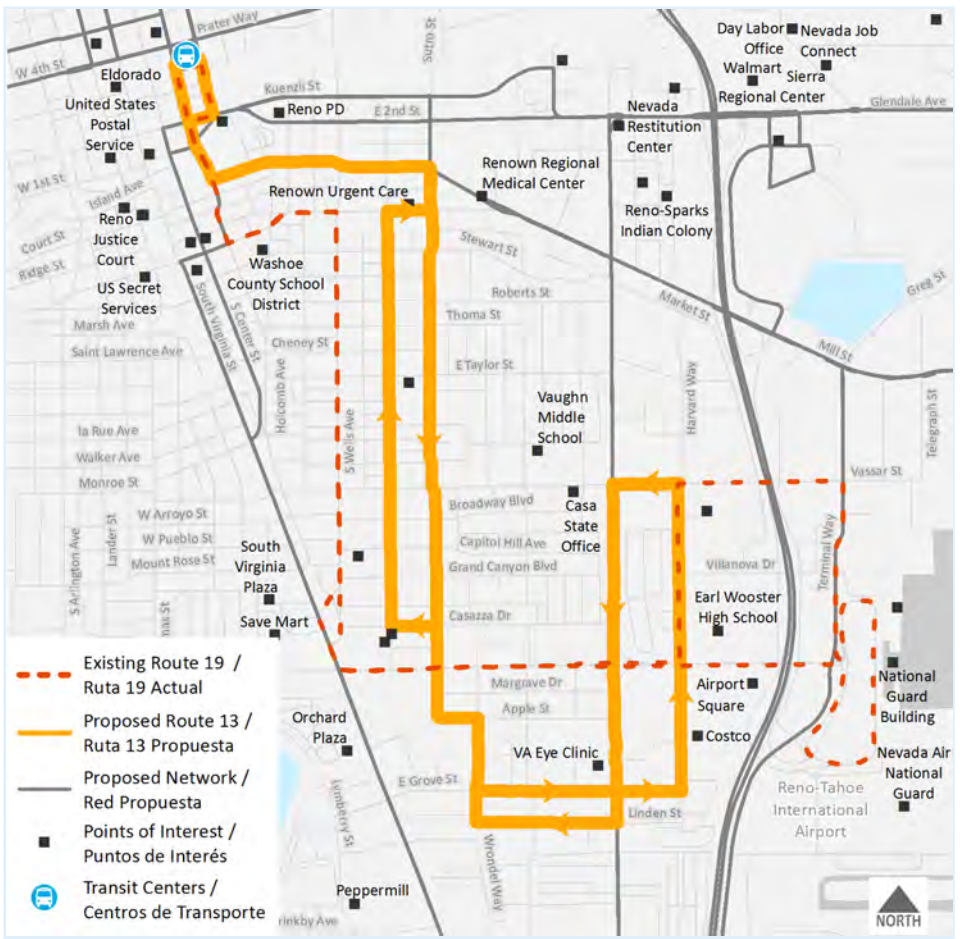 Prater Way
Sutro St
W 4th St
Eldorado
United States
Postal
Service
Kuenzli St
Reno PD
E 2nd St
Day Labor
Office
Walmart
Regional Center
Nevada Job
Connect
Sierra
Glendale Ave
Nevada
Restitution
Center
W 1st St
Island Ave
Renown Urgent Care
Renown Regional
Medical Center
Reno-Sparks
Indian Colony
Court St
Ridge St
Reno
Justice
Court
US Secret
Services
Washoe
County School
District
Stewart St
Roberts St
Market St
Mill St
Greg St
South Virginia St
S Center St
Marsh Ave
Saint Lawrence Ave
Cheney St
Thoma St
E Taylor St
Holcomb Ave
S Wells Ave
Harvard Way
Vaughn
Middle
School
Telegraph St
la Rue Ave
Walker Ave
Monroe St
Vassar St
Broadway Blvd
Casa
State
Office
W Arroyo St
W Pueblo St
Mount Rose St
S Arlington Ave
Lander St
mas St
Capitol Hill Ave
Grand Canyon Blvd
Villanova Dr
Terminal Way
South
Virginia
Plaza
Save Mart
Casazza Dr
Earl Wooster
High School
Margrave Dr
Apple St
Airport
Square
Costco
National
Guard
Building
Nevada Air
National
Guard
Orchard
Plaza
VA Eye Clinic
E Grove St
Linden St
Lymberry St
Wrondel Way
Reno-Tahoe
International
Airport
Peppermill
rinkby Ave
NORTH
Existing Route 19 /
Ruta 19 Actual
Proposed Route 13 /
Ruta 13 Propuesta
Proposed Network /
Red Propuesta
Points of Interest /
Puntos de Interés
Transit Centers /
Centros de Transporte